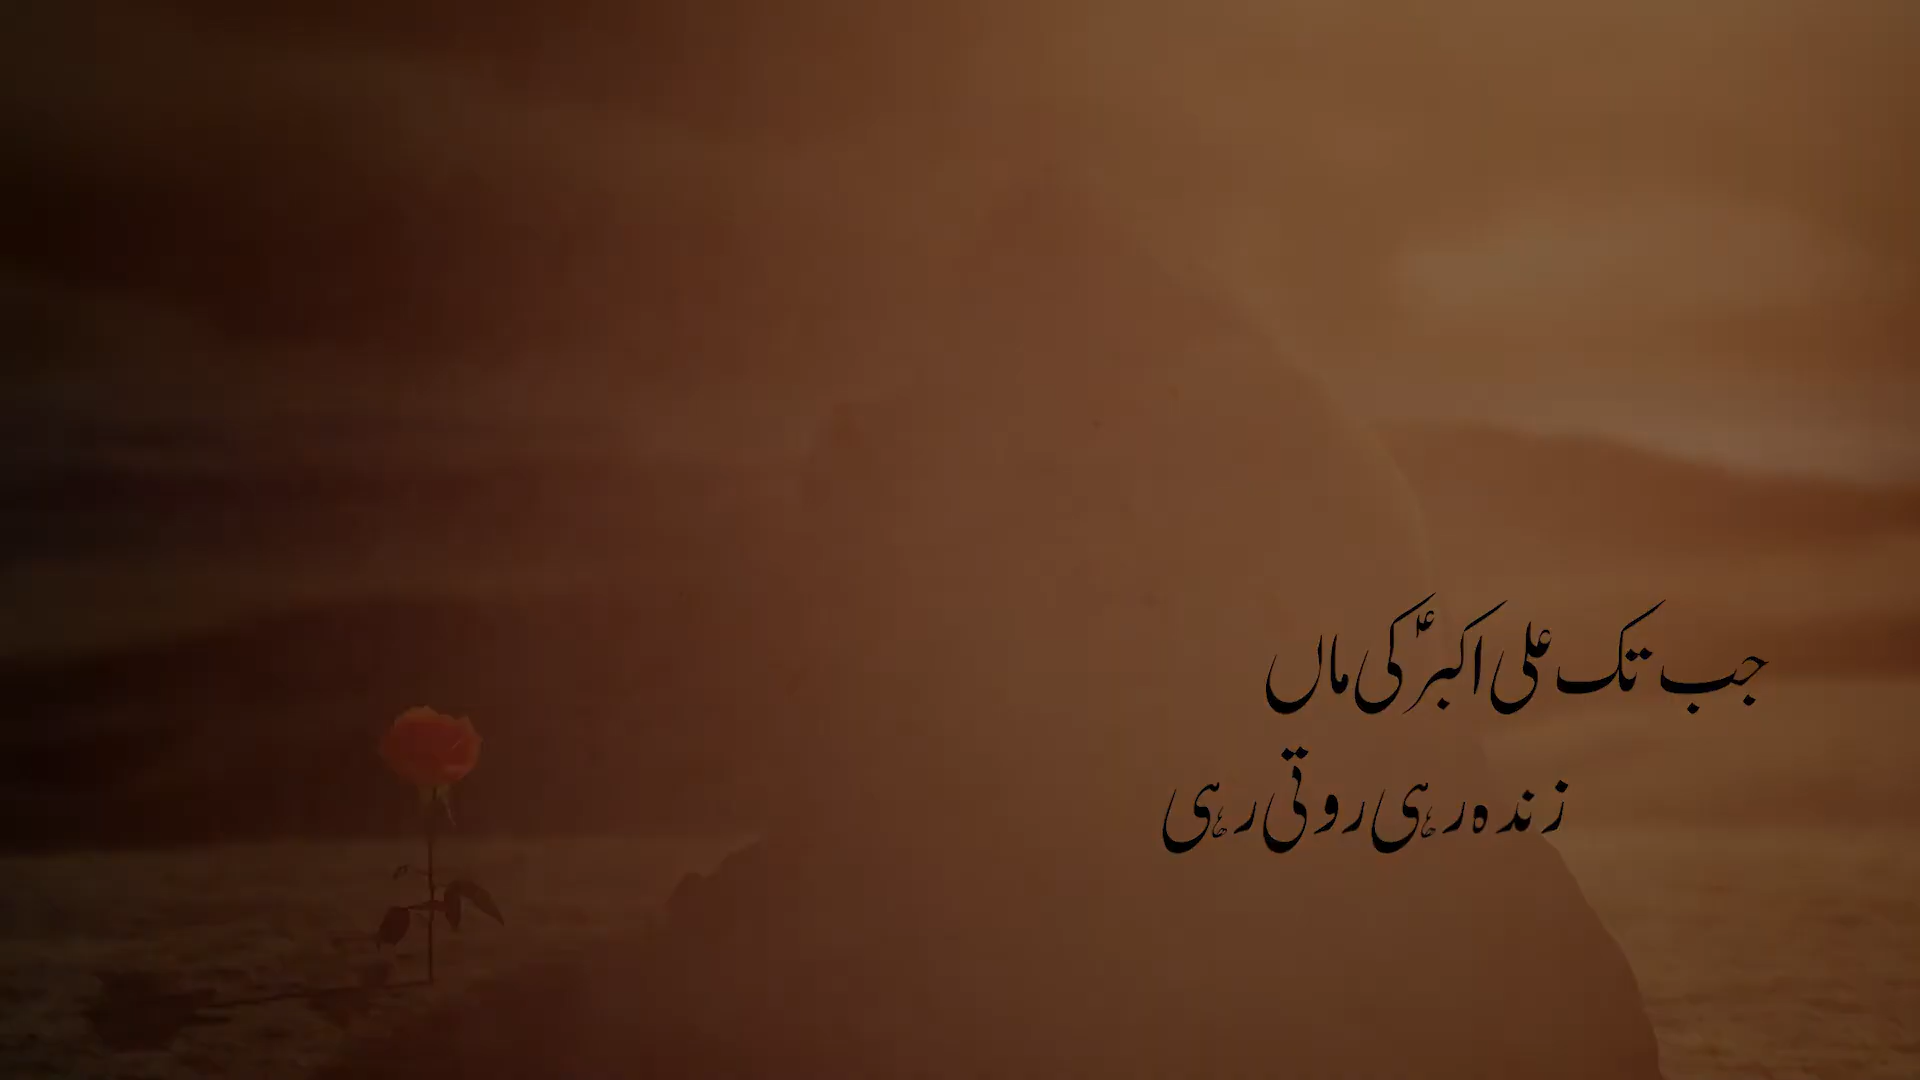 جب تک علی اکبرؑ کی ماں
زندہ رہی روتی رہی